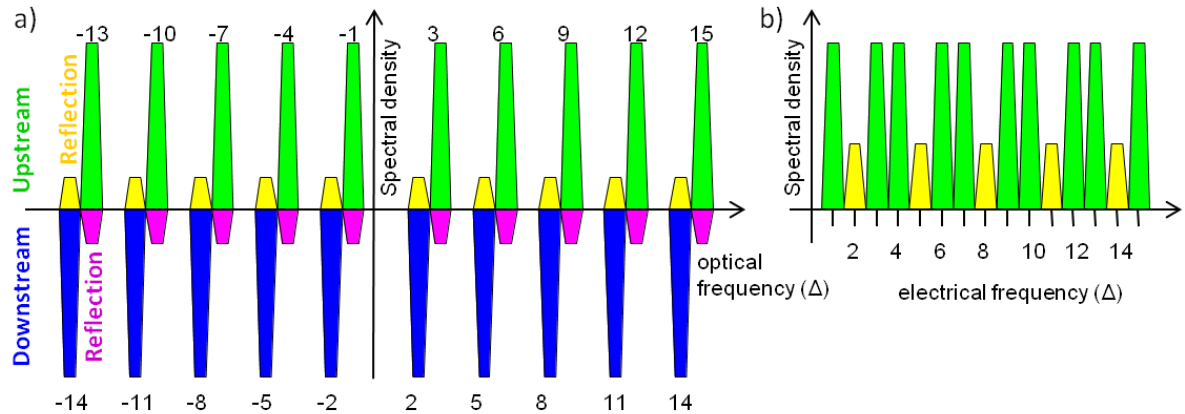 a)
-13 -10 -7 -4 -1 3 6 9 12 15
Upstream
Reflection
Spectral density
Downstream
Reflection
optical
frequency (Δ)
-14 -11 -8 -5 -2 2 5 8 11 14
b)
Spectral density
2 4 6 8 10 12 14
electrical frequency (Δ)